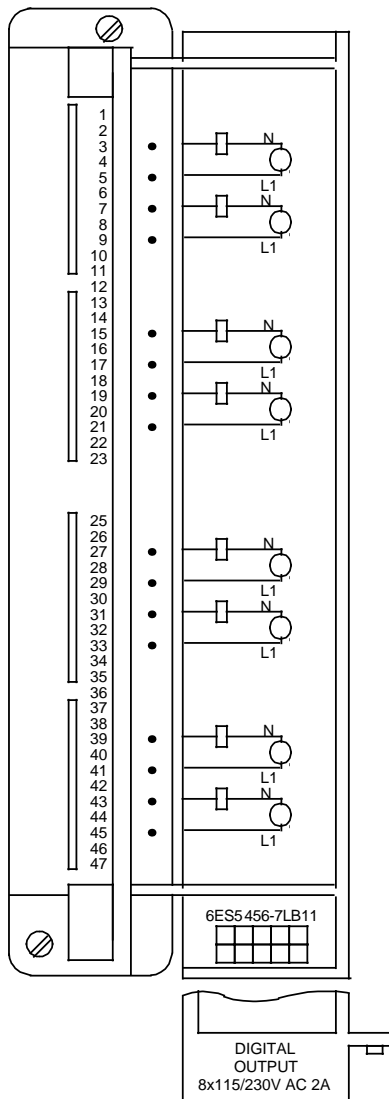 1
2
3
N
4
5
L1
6
N
7
8
9
L1
10
11
12
13
14
15
N
16
17
L1
18
N
19
20
21
L1
22
23
25
26
27
N
28
29
L1
30
N
31
32
33
L1
34
35
36
37
38
39
N
40
41
L1
42
N
43
44
45
L1
46
47
6ES5 456-7LB11
DIGITAL
OUTPUT
8x115/230V AC 2A